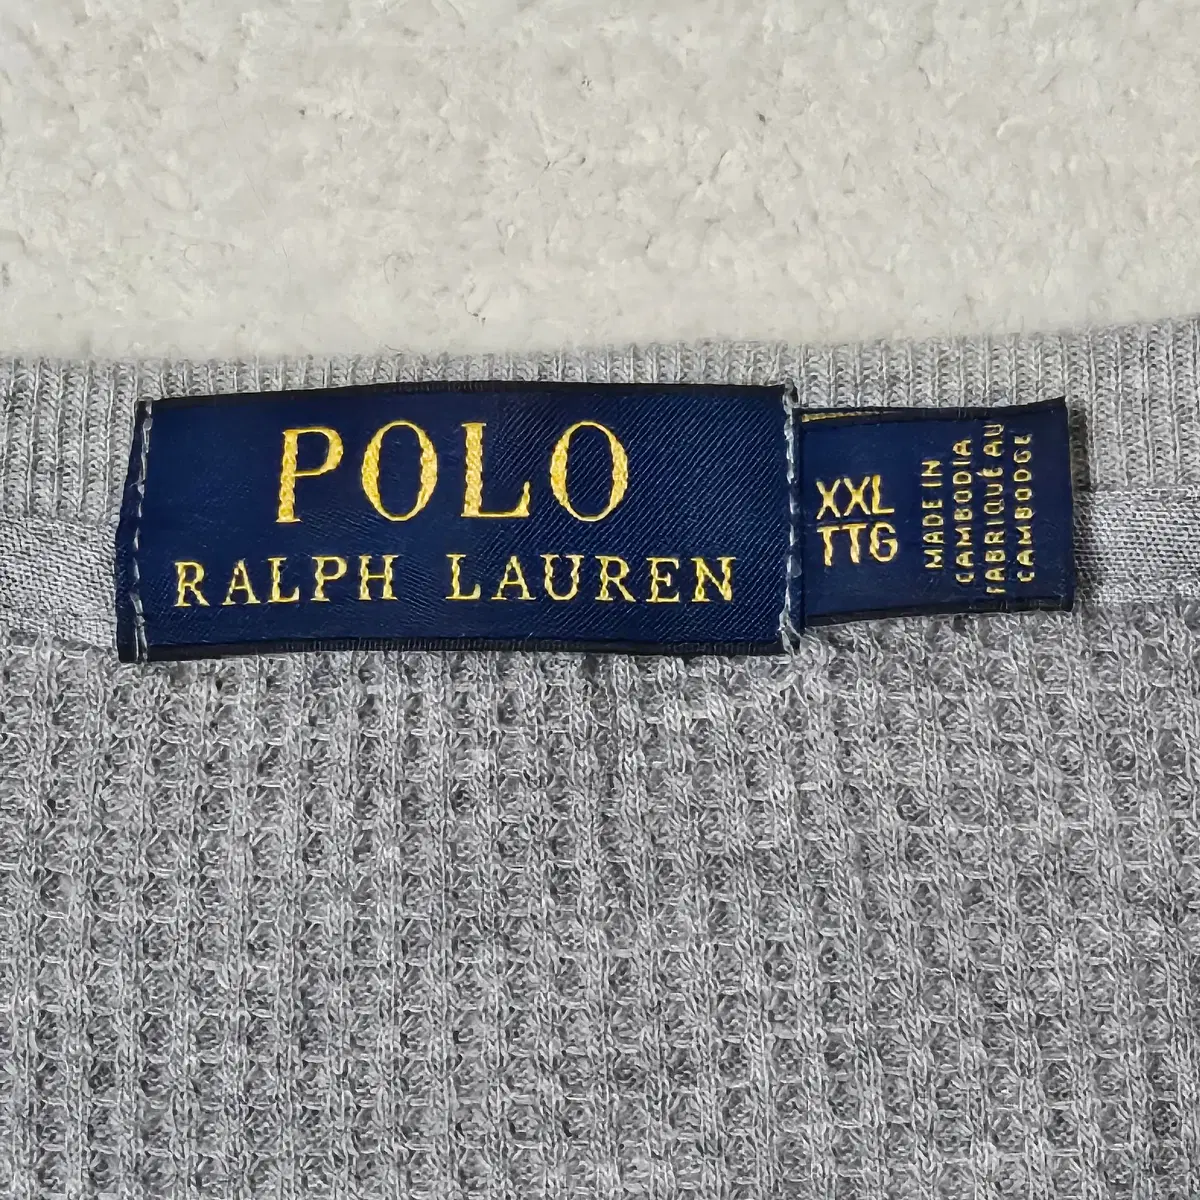 POLO
RALPH LAUREN
XXL
TTG
MADE IN
CAMBODIA
FABRIQUÉ AU
CAMBODGE